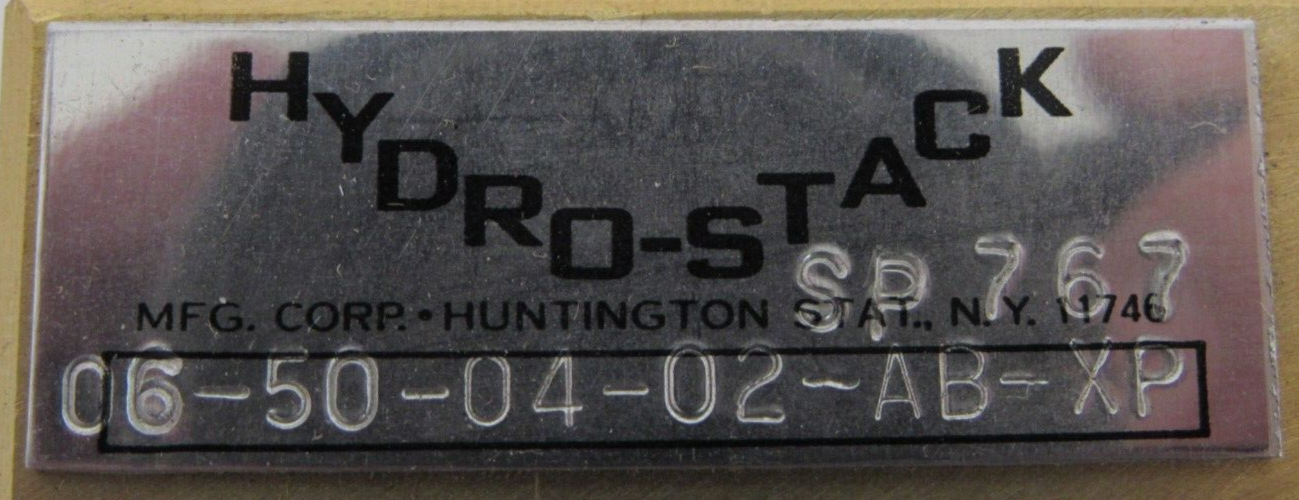 HYDRO-STACK
SP 767
MFG. CORP. • HUNTINGTON STAT., N.Y. 11746
06-50-04-02-AB-XP